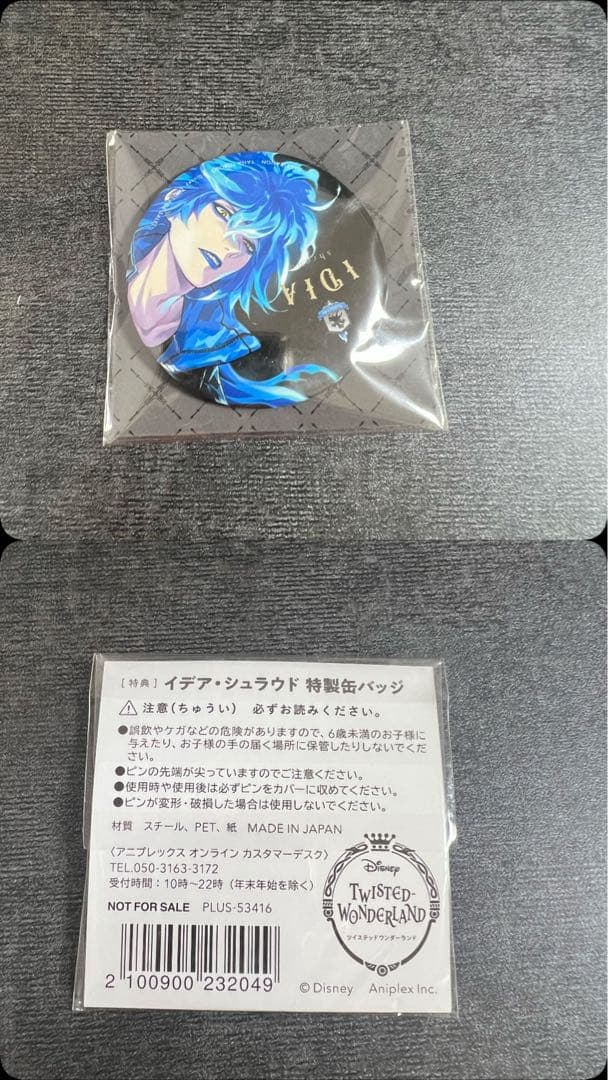 IDIA
[特典] イデア・シュラウド 特製缶バッジ
注意(ちゅうい) 必ずお読みください。
●誤飲やケガなどの危険がありますので、6歳未満のお子様に
与えたり、お子様の手の届く場所に保管したりしないでくだ
さい。
●ピンの先端が尖っていますのでご注意ください。
●使用時や使用後は必ずピンをカバーに収めてください。
●ピンが変形・破損した場合は使用しないでください。
材質 スチール、PET、紙 MADE IN JAPAN
〈アニプレックス オンライン カスタマーデスク〉
TEL.050-3163-3172
受付時間:10時~22時(年末年始を除く)
NOT FOR SALE PLUS-53416
2 100900 232049
Disney
TWISTED-
WONDERLAND
ツイステッドワンダーランド
©Disney Aniplex Inc.